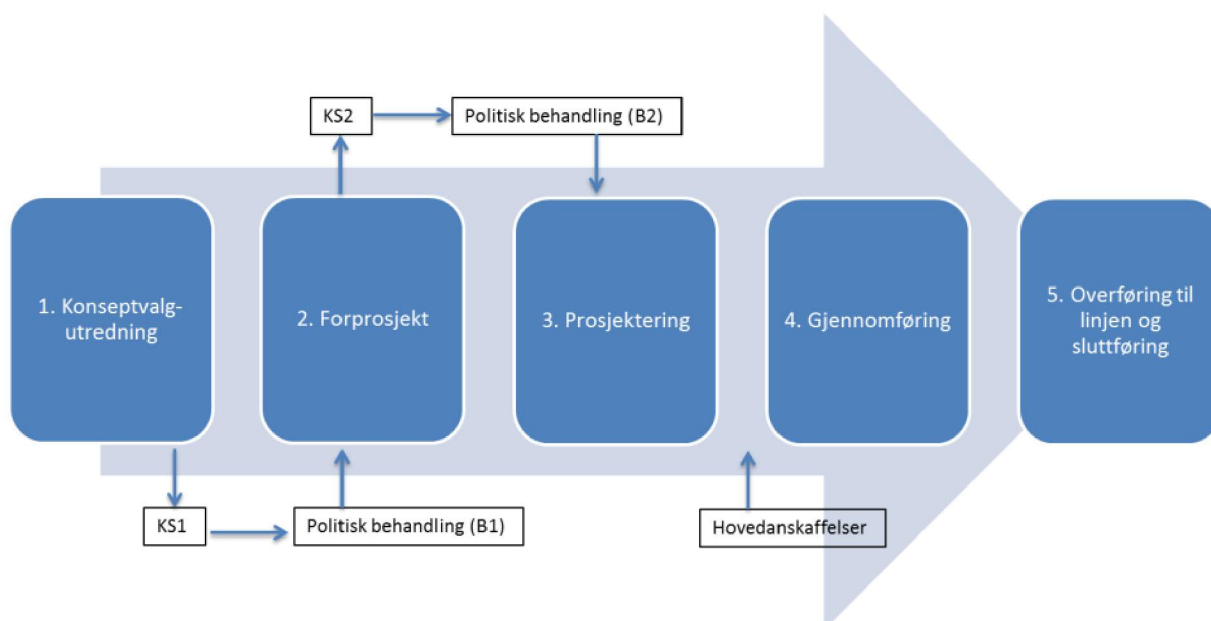 KS2
Politisk behandling (B2)
1. Konseptvalg-
utredning
2. Forprosjekt
3. Prosjektering
4. Gjennomføring
5. Overføring til
linjen og
sluttføring
KS1
Politisk behandling (B1)
Hovedanskaffelser